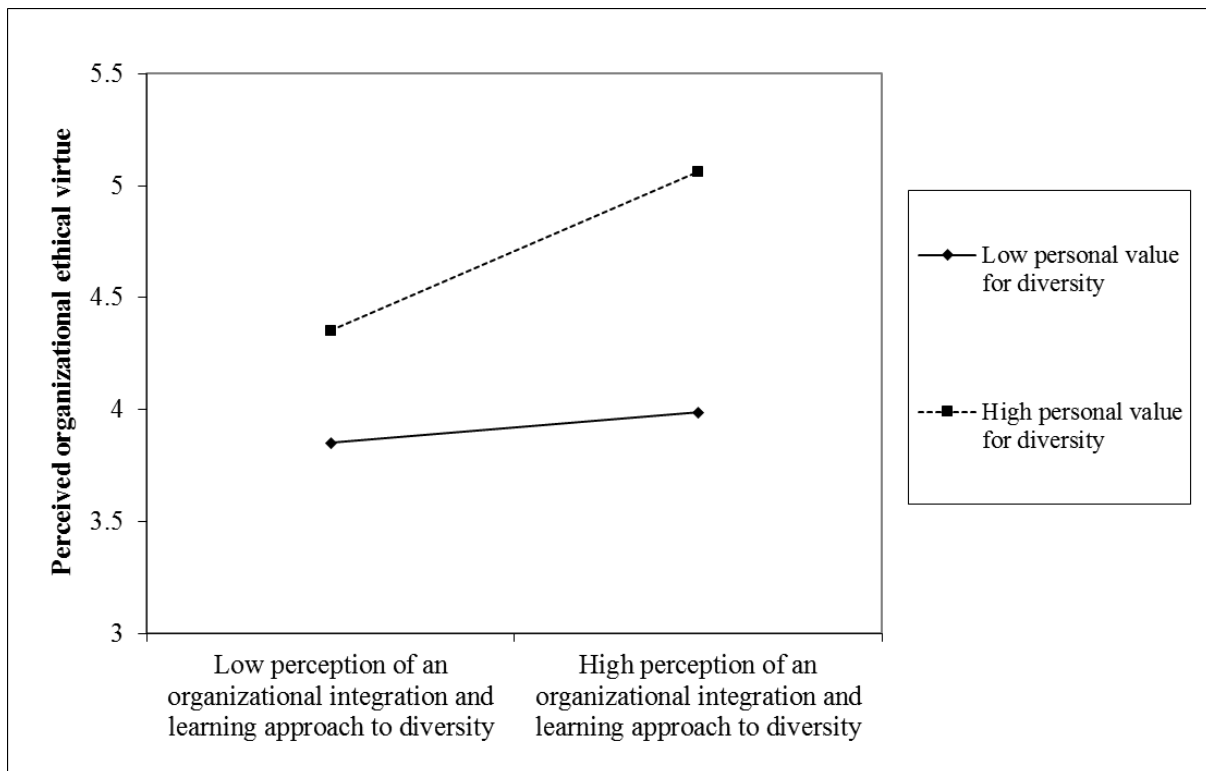 Perceived organizational ethical virtue
5.5
5
4.5
4
3.5
3
Low perception of an
organizational integration and
learning approach to diversity
High perception of an
organizational integration and
learning approach to diversity
Low personal value
for diversity
High personal value
for diversity